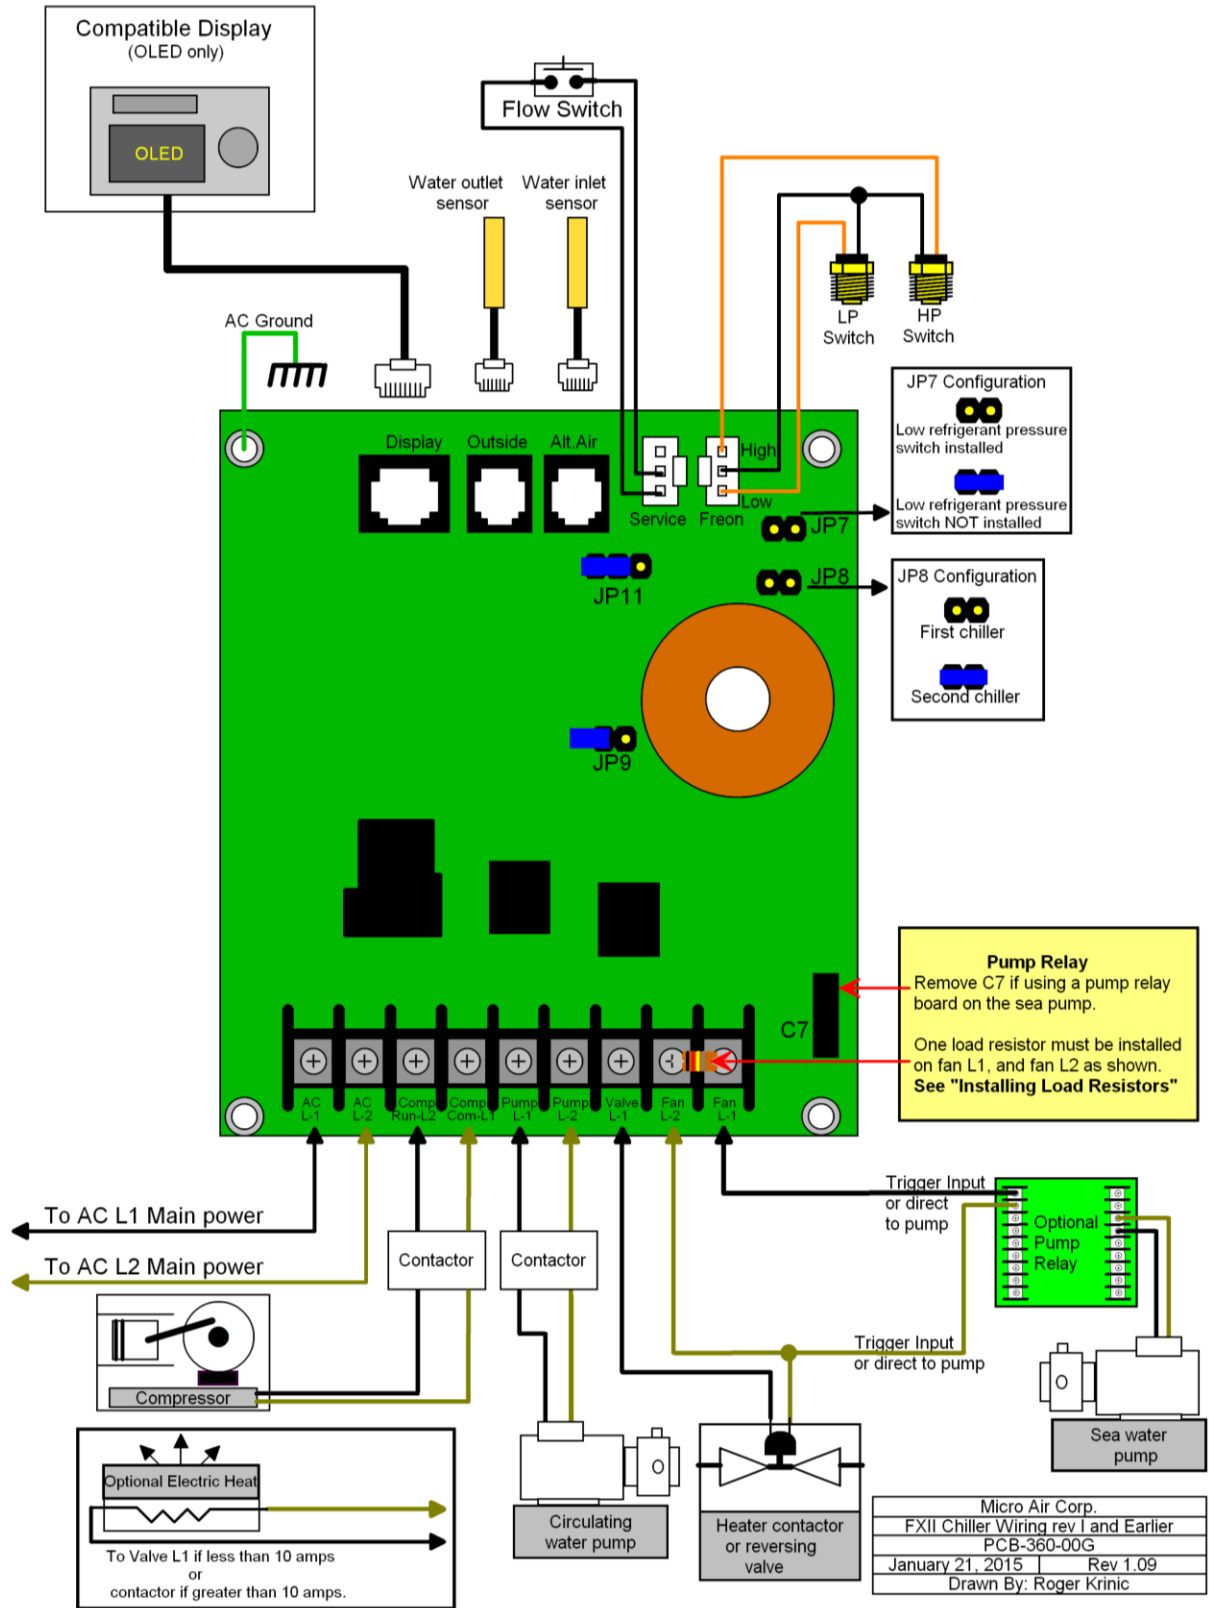 Compatible Display
(OLED only)
OLED
Flow Switch
Water outlet
sensor
Water inlet
sensor
LP
Switch
HP
Switch
AC Ground
JP7 Configuration
Low refrigerant pressure
switch installed
Low refrigerant pressure
switch NOT installed
Display
Outside
Alt.Air
High
Low
Service
Freon
JP7
JP8
JP11
JP8 Configuration
First chiller
Second chiller
JP9
Pump Relay
Remove C7 if using a pump relay
board on the sea pump.
One load resistor must be installed
on fan L1, and fan L2 as shown.
See "Installing Load Resistors"
C7
AC
L-1
AC
L-2
Comp
Run-L2
Comp
Com-L1
Pump
L-1
Pump
L-2
Valve
L-1
Fan
L-2
Fan
L-1
Trigger Input
or direct
to pump
Optional
Pump
Relay
To AC L1 Main power
To AC L2 Main power
Contactor
Contactor
Trigger Input
or direct to pump
Compressor
Sea water
pump
Optional Electric Heat
To Valve L1 if less than 10 amps
or
contactor if greater than 10 amps.
Circulating
water pump
Heater contactor
or reversing
valve
Micro Air Corp.
FXII Chiller Wiring rev I and Earlier
PCB-360-00G
January 21, 2015
Rev 1.09
Drawn By: Roger Krinic